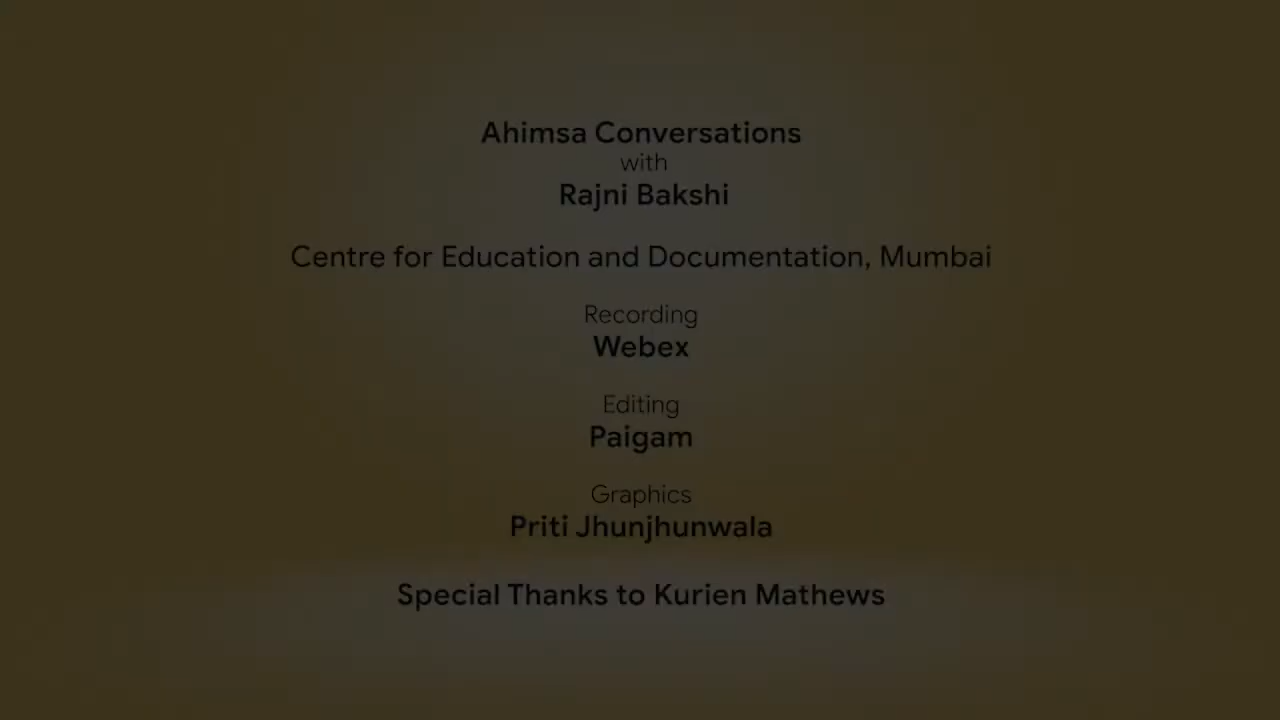 Ahimsa Conversations
with
Rajni Bakshi
Centre for Education and Documentation, Mumbai
Recording
Webex
Editing
Paigam
Graphics
Priti Jhunjhunwala
Special Thanks to Kurien Mathews